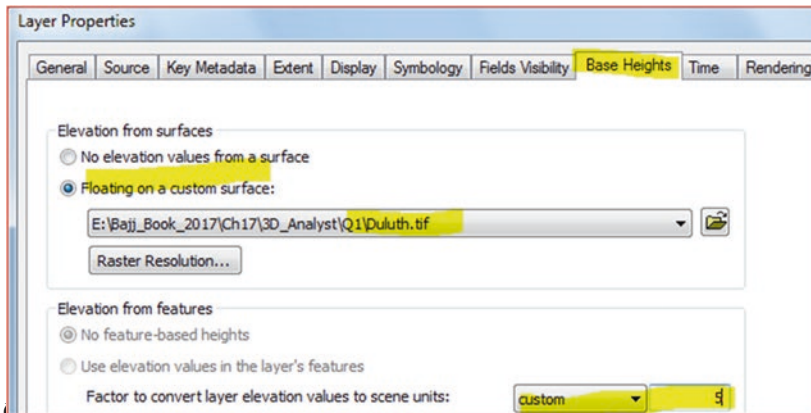 Layer Properties
General Source Key Metadata Extent Display Symbology Fields Visibility Base Heights Time Rendering
Elevation from surfaces
No elevation values from a surface
Floating on a custom surface:
E:\Bajj_Book_2017\Ch17\3D_Analyst\Q1\Duluth.tif
Raster Resolution...
Elevation from features
No feature-based heights
Use elevation values in the layer's features
Factor to convert layer elevation values to scene units: custom 5